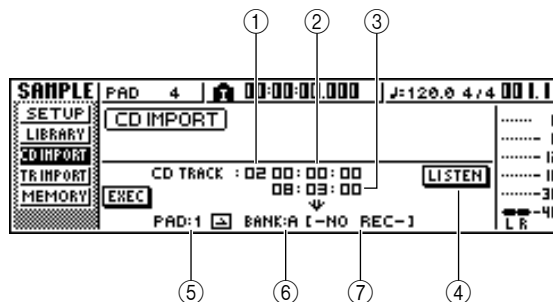 ① ② ③
SAMPLE PAD 4 00:00:00.000 ♩=120.0 4/4 001.1
SETUP
CD IMPORT
LIBRARY
CD IMPORT
CD TRACK :02 00:00:00
LISTEN
TR IMPORT
08:03:00
MEMORY
EXEC
PAD:1 BANK:A [-NO REC-]
L R
⑤ ⑥ ⑦ ④